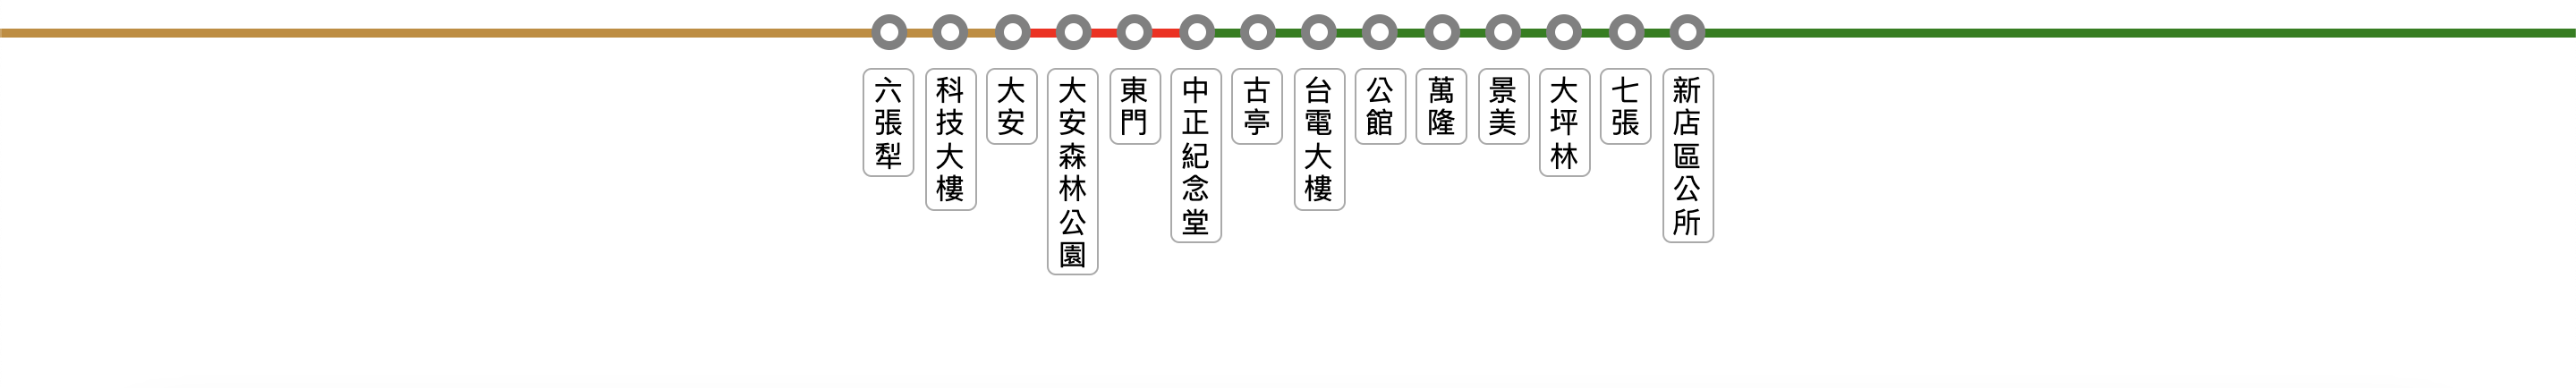 六張犁
科技大樓
大安
大安森林公園
東門
中正紀念堂
古亭
台電大樓
公館
萬隆
景美
大坪林
七張
新店區公所